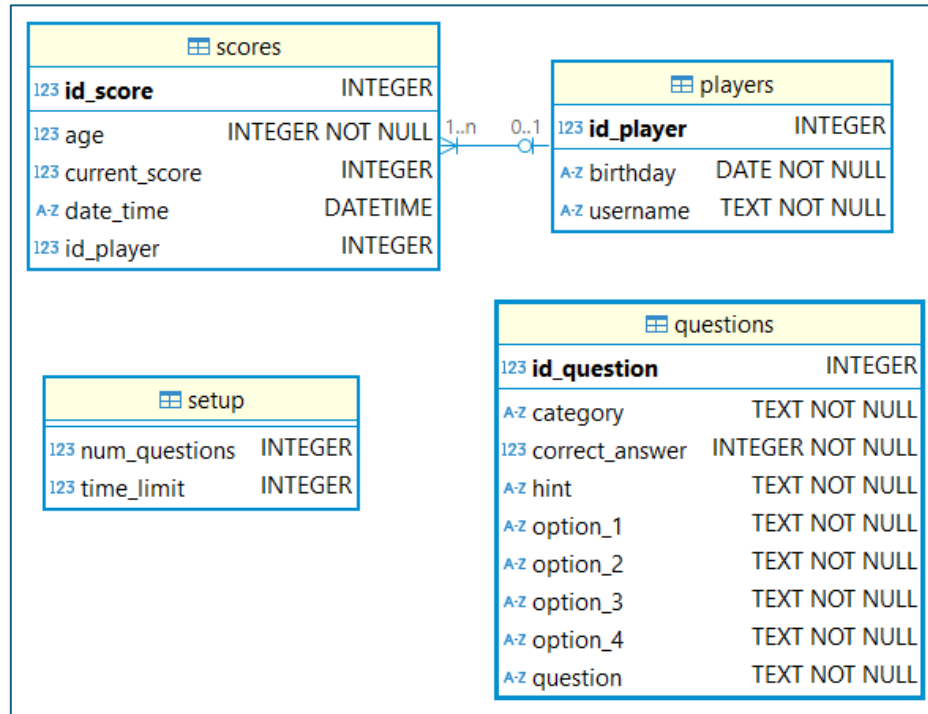 scores
123 id_score INTEGER
123 age INTEGER NOT NULL
123 current_score INTEGER
A-Z date_time DATETIME
123 id_player INTEGER
1..n 0..1
players
123 id_player INTEGER
A-Z birthday DATE NOT NULL
A-Z username TEXT NOT NULL
setup
123 num_questions INTEGER
123 time_limit INTEGER
questions
123 id_question INTEGER
A-Z category TEXT NOT NULL
123 correct_answer INTEGER NOT NULL
A-Z hint TEXT NOT NULL
A-Z option_1 TEXT NOT NULL
A-Z option_2 TEXT NOT NULL
A-Z option_3 TEXT NOT NULL
A-Z option_4 TEXT NOT NULL
A-Z question TEXT NOT NULL